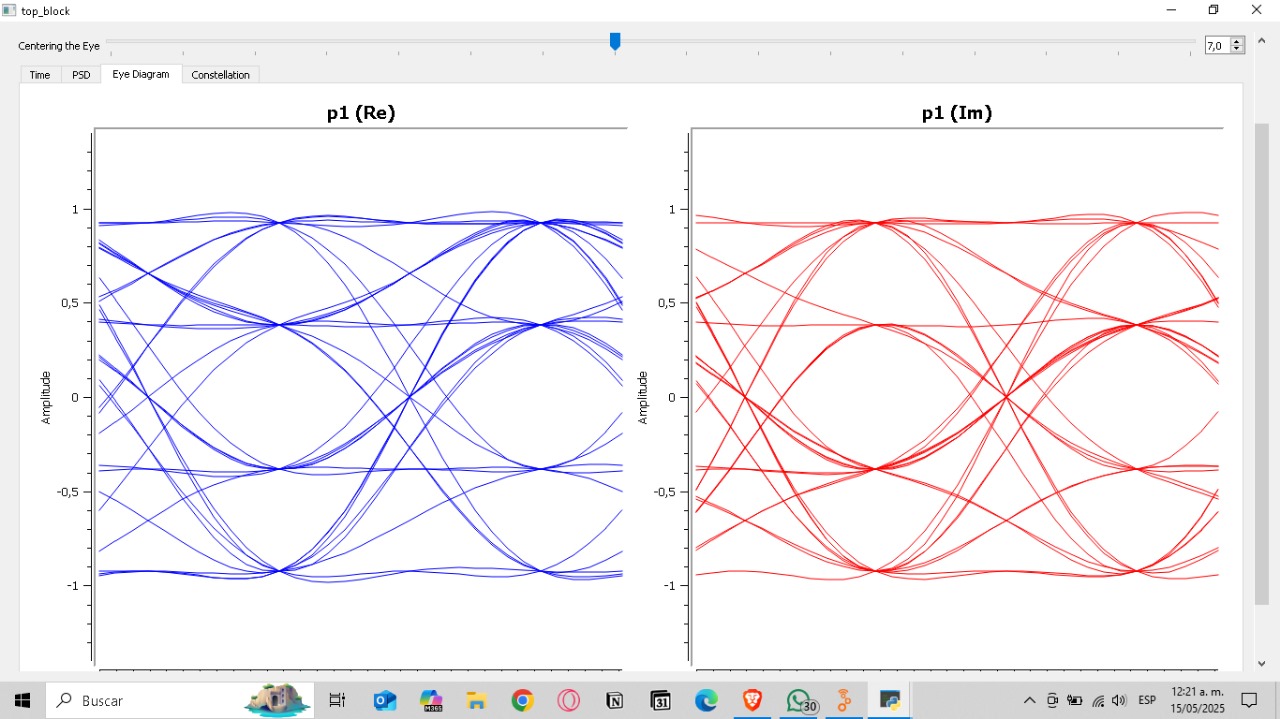 top_block
Centering the Eye
7,0
Time
PSD
Eye Diagram
Constellation
p1 (Re)
p1 (Im)
Amplitude
1
0,5
0
-0,5
-1
Amplitude
1
0,5
0
-0,5
-1
Buscar
M365
N
31
30
ESP
12:21 a. m.
15/05/2025